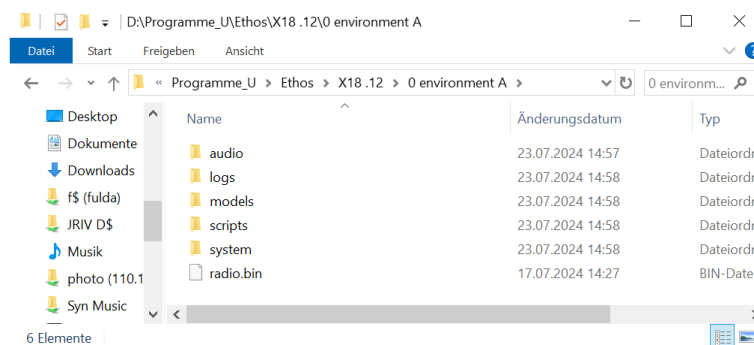 D:\Programme_U\Ethos\X18 .12\0 environment A
Datei Start Freigeben Ansicht
« Programme_U > Ethos > X18 .12 > 0 environment A > 0 environm...
Desktop
Dokumente
Downloads
f$ (fulda)
JRIV D$
Musik
photo (110.1
Syn Music
Name Änderungsdatum Typ
audio 23.07.2024 14:57 Dateiordn
logs 23.07.2024 14:58 Dateiordn
models 23.07.2024 14:58 Dateiordn
scripts 23.07.2024 14:58 Dateiordn
system 23.07.2024 14:58 Dateiordn
radio.bin 17.07.2024 14:27 BIN-Date
6 Elemente